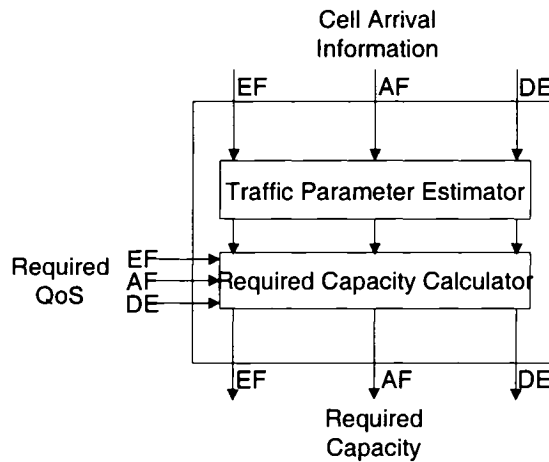 Cell Arrival
Information
EF AF DE
Traffic Parameter Estimator
Required
QoS
EF
AF
DE
Required Capacity Calculator
EF AF DE
Required
Capacity